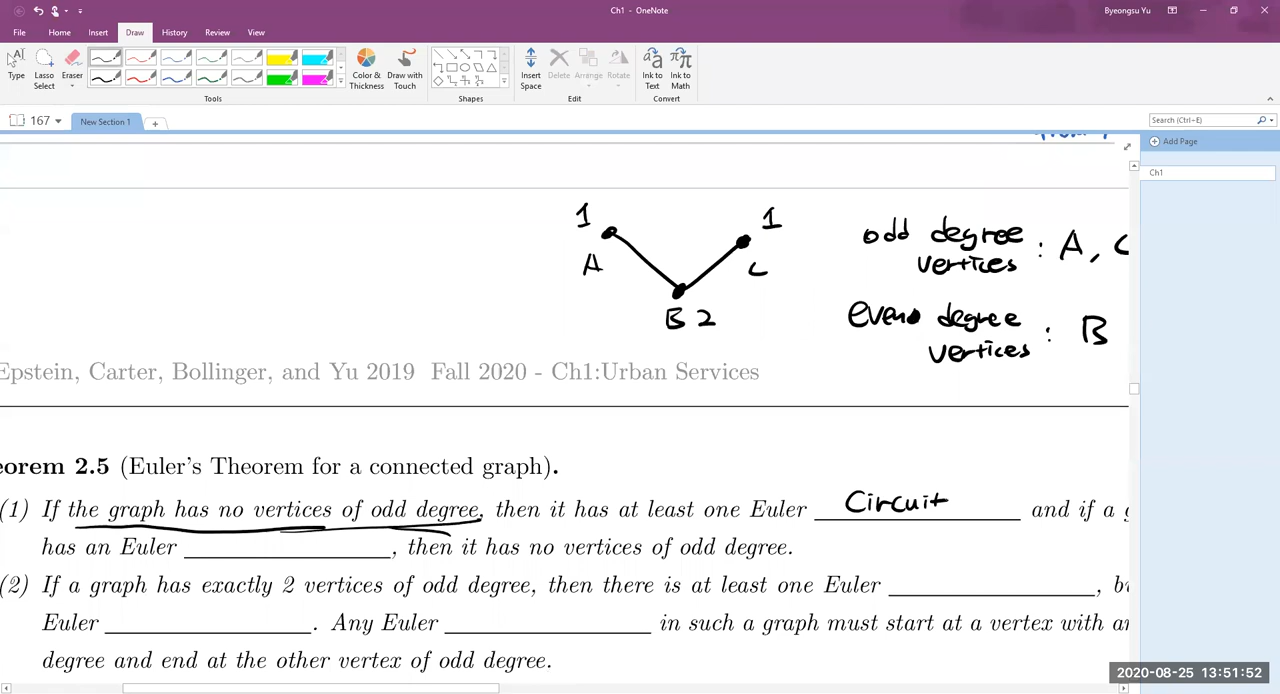 Ch1 - OneNote
Byeongsu Yu
File Home Insert Draw History Review View
Type
Lasso Select
Eraser
Color & Thickness
Draw with Touch
Insert Space
Delete
Arrange
Rotate
Ink to Text
Ink to Math
Tools
Shapes
Edit
Convert
167
New Section 1
Search (Ctrl+E)
Add Page
Ch1
1
1
A
C
B 2
odd degree
vertices : A, C
even degree
vertices : B
Epstein, Carter, Bollinger, and Yu 2019 Fall 2020 - Ch1:Urban Services
eorem 2.5 (Euler's Theorem for a connected graph).
(1) If the graph has no vertices of odd degree, then it has at least one Euler Circuit and if a g
has an Euler ____, then it has no vertices of odd degree.
(2) If a graph has exactly 2 vertices of odd degree, then there is at least one Euler ____, b
Euler ____. Any Euler ____ in such a graph must start at a vertex with a
degree and end at the other vertex of odd degree.
2020-08-25 13:51:52